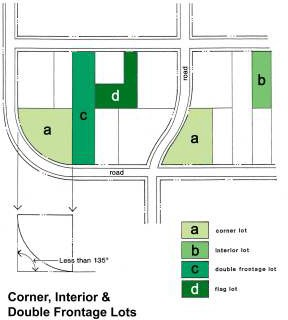 road
b
d
c
a
a
road
Less than 135°
a corner lot
b interior lot
c double frontage lot
d flag lot
Corner, Interior &
Double Frontage Lots